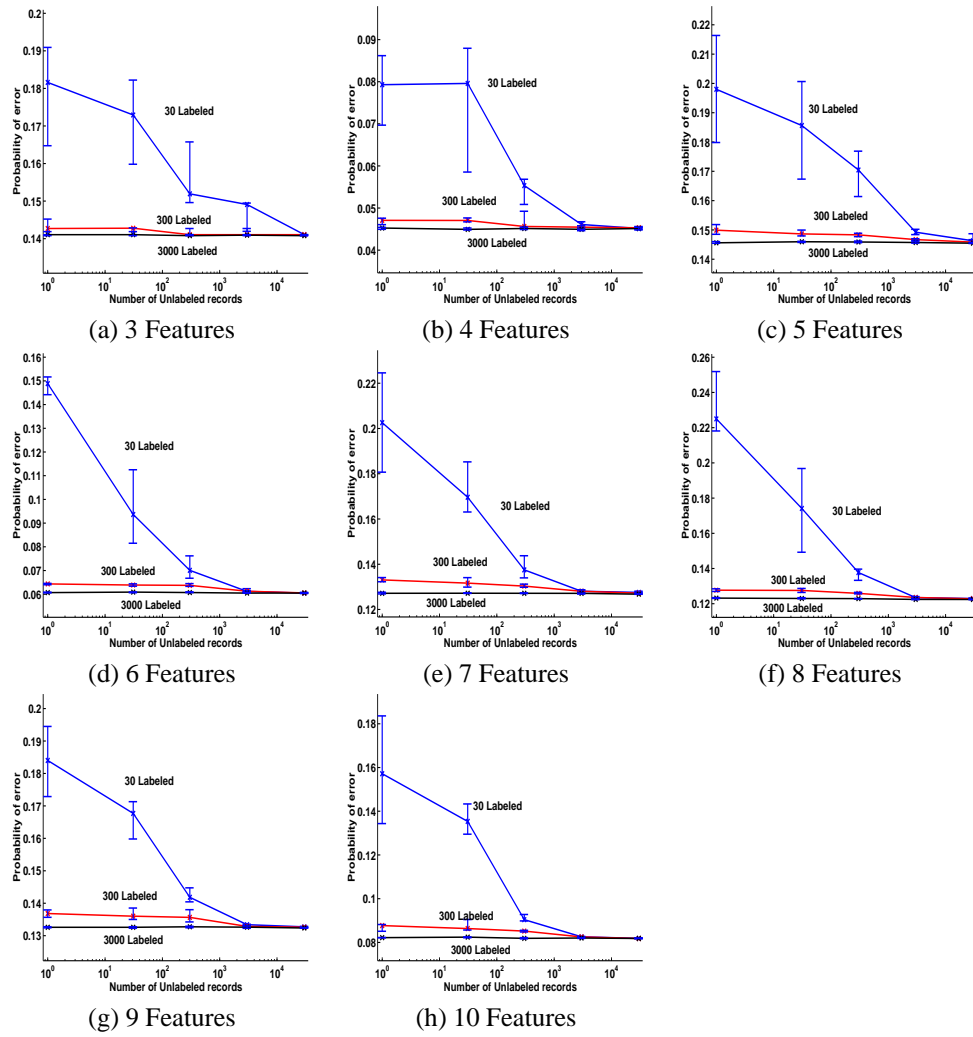 0.2
0.19
0.18
0.17
0.16
0.15
0.14
Probability of error
30 Labeled
300 Labeled
3000 Labeled
10^0 10^1 10^2 10^3 10^4
Number of Unlabeled records
(a) 3 Features
0.09
0.08
0.07
0.06
0.05
0.04
Probability of error
30 Labeled
300 Labeled
3000 Labeled
10^0 10^1 10^2 10^3 10^4
Number of Unlabeled records
(b) 4 Features
0.22
0.21
0.2
0.19
0.18
0.17
0.16
0.15
0.14
Probability of error
30 Labeled
300 Labeled
3000 Labeled
10^0 10^1 10^2 10^3 10^4
Number of Unlabeled records
(c) 5 Features
0.16
0.15
0.14
0.13
0.12
0.11
0.1
0.09
0.08
0.07
0.06
Probability of error
30 Labeled
300 Labeled
3000 Labeled
10^0 10^1 10^2 10^3 10^4
Number of Unlabeled records
(d) 6 Features
0.22
0.2
0.18
0.16
0.14
0.12
Probability of error
30 Labeled
300 Labeled
3000 Labeled
10^0 10^1 10^2 10^3 10^4
Number of Unlabeled records
(e) 7 Features
0.26
0.24
0.22
0.2
0.18
0.16
0.14
0.12
Probability of error
30 Labeled
300 Labeled
3000 Labeled
10^0 10^1 10^2 10^3 10^4
Number of Unlabeled records
(f) 8 Features
0.2
0.19
0.18
0.17
0.16
0.15
0.14
0.13
Probability of error
30 Labeled
300 Labeled
3000 Labeled
10^0 10^1 10^2 10^3 10^4
Number of Unlabeled records
(g) 9 Features
0.18
0.16
0.14
0.12
0.1
0.08
Probability of error
30 Labeled
300 Labeled
3000 Labeled
10^0 10^1 10^2 10^3 10^4
Number of Unlabeled records
(h) 10 Features